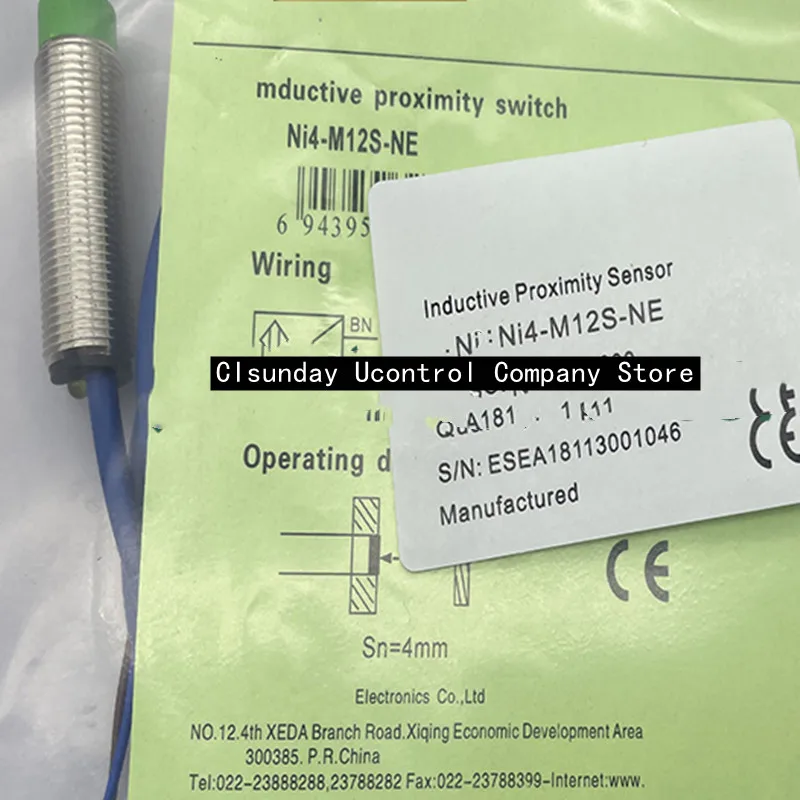 mductive proximity switch
Ni4-M12S-NE
6 94395
Wiring
BN
Inductive Proximity Sensor
Ni4-M12S-NE
Clsunday Ucontrol Company Store
S/N: ESEA18113001046
Manufactured
CE
Operating d
CE
Sn=4mm
Electronics Co.,Ltd
NO.12.4th XEDA Branch Road.Xiqing Economic Development Area
300385. P.R.China
Tel:022-23888288,23788282 Fax:022-23788399-Internet:www.